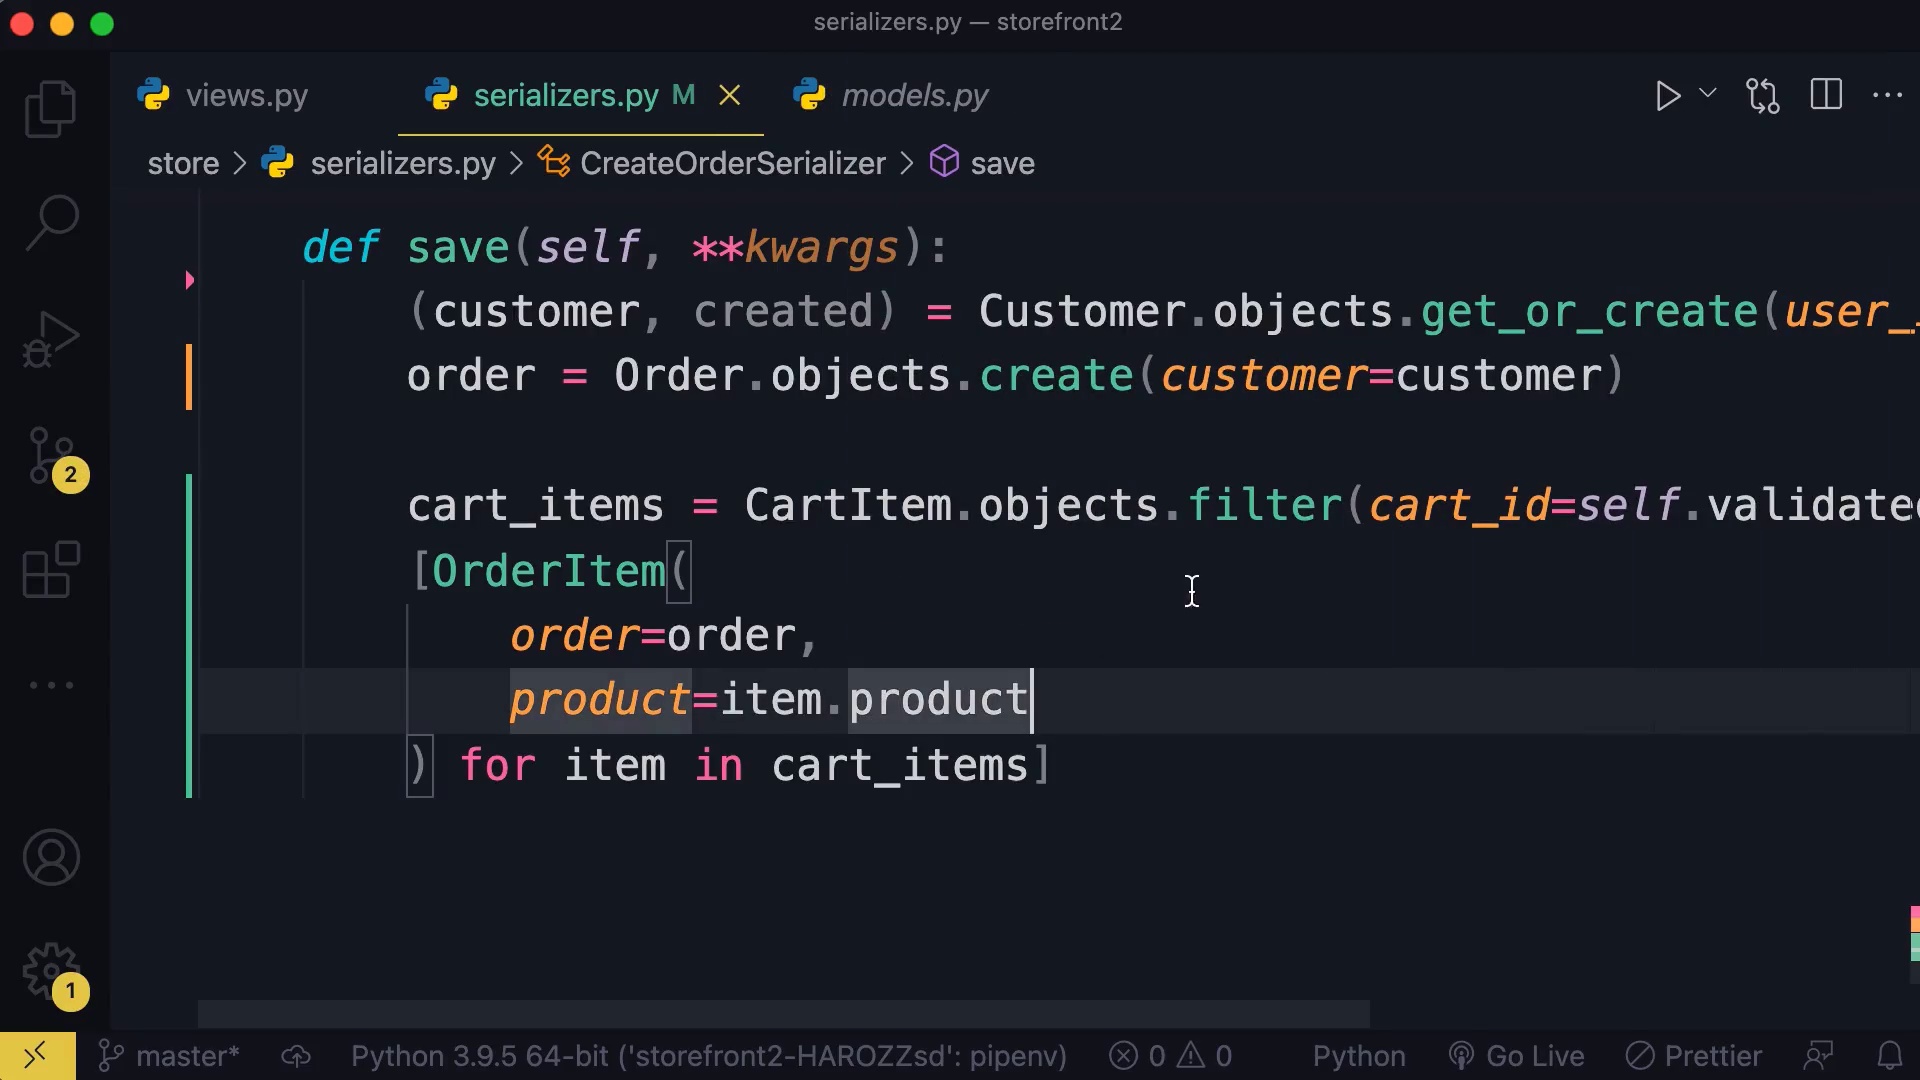 serializers.py — storefront2
views.py serializers.py M models.py
store > serializers.py > CreateOrderSerializer > save
def save(self, **kwargs):
(customer, created) = Customer.objects.get_or_create(user_
order = Order.objects.create(customer=customer)
cart_items = CartItem.objects.filter(cart_id=self.validated
[OrderItem(
order=order,
product=item.product
) for item in cart_items]
2
1
master* Python 3.9.5 64-bit ('storefront2-HAROZZsd': pipenv) 0 0 Python Go Live Prettier